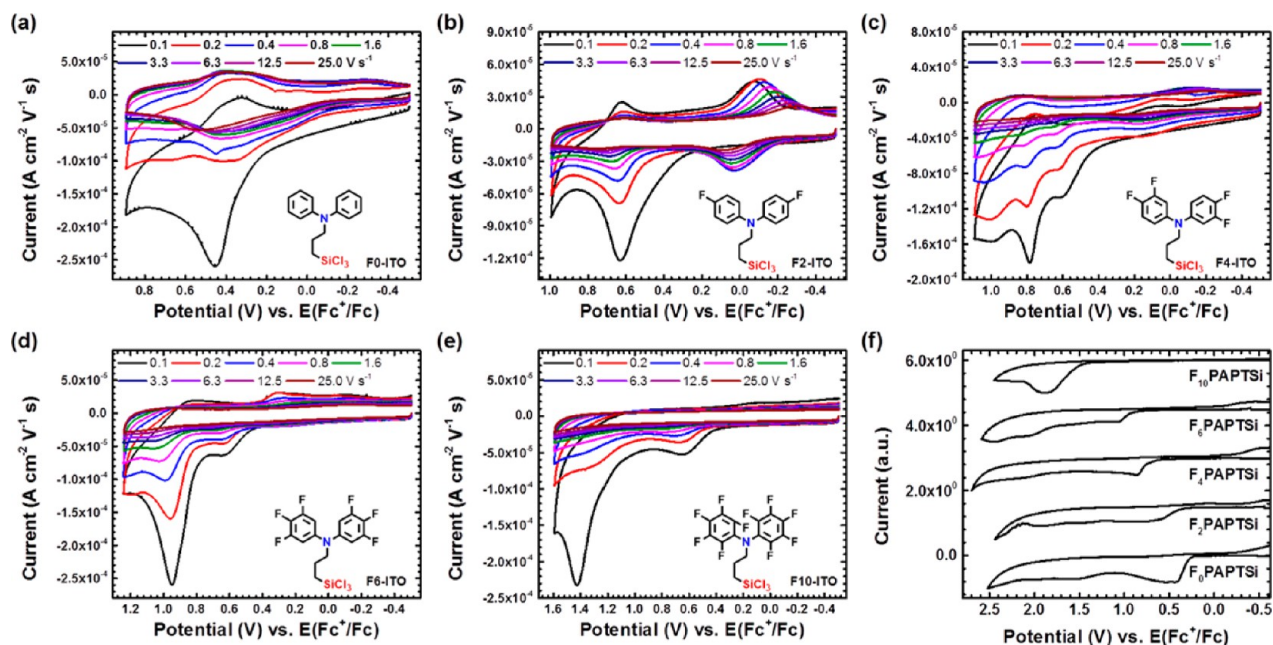 (a)
0.1 0.2 0.4 0.8 1.6
3.3 6.3 12.5 25.0 V s⁻¹
Current (A cm⁻² V⁻¹ s)
5.0x10⁻⁵
0.0
-5.0x10⁻⁵
-1.0x10⁻⁴
-1.5x10⁻⁴
-2.0x10⁻⁴
-2.5x10⁻⁴
N
SiCl₃
F0-ITO
0.8 0.6 0.4 0.2 0.0 -0.2 -0.4
Potential (V) vs. E(Fc⁺/Fc)
(b)
0.1 0.2 0.4 0.8 1.6
3.3 6.3 12.5 25.0 V s⁻¹
Current (A cm⁻² V⁻¹ s)
9.0x10⁻⁵
6.0x10⁻⁵
3.0x10⁻⁵
0.0
-3.0x10⁻⁵
-6.0x10⁻⁵
-9.0x10⁻⁵
-1.2x10⁻⁴
F F
N
SiCl₃
F2-ITO
1.0 0.8 0.6 0.4 0.2 0.0 -0.2 -0.4
Potential (V) vs. E(Fc⁺/Fc)
(c)
0.1 0.2 0.4 0.8 1.6
3.3 6.3 12.5 25.0 V s⁻¹
Current (A cm⁻² V⁻¹ s)
8.0x10⁻⁵
4.0x10⁻⁵
0.0
-4.0x10⁻⁵
-8.0x10⁻⁵
-1.2x10⁻⁴
-1.6x10⁻⁴
-2.0x10⁻⁴
F F
F F
N
SiCl₃
F4-ITO
1.0 0.8 0.6 0.4 0.2 0.0 -0.2 -0.4
Potential (V) vs. E(Fc⁺/Fc)
(d)
0.1 0.2 0.4 0.8 1.6
3.3 6.3 12.5 25.0 V s⁻¹
Current (A cm⁻² V⁻¹ s)
5.0x10⁻⁵
0.0
-5.0x10⁻⁵
-1.0x10⁻⁴
-1.5x10⁻⁴
-2.0x10⁻⁴
-2.5x10⁻⁴
F F
F F
F F
N
SiCl₃
F6-ITO
1.2 1.0 0.8 0.6 0.4 0.2 0.0 -0.2 -0.4
Potential (V) vs. E(Fc⁺/Fc)
(e)
0.1 0.2 0.4 0.8 1.6
3.3 6.3 12.5 25.0 V s⁻¹
Current (A cm⁻² V⁻¹ s)
5.0x10⁻⁵
0.0
-5.0x10⁻⁵
-1.0x10⁻⁴
-1.5x10⁻⁴
-2.0x10⁻⁴
-2.5x10⁻⁴
F F
F F F F
F F
F F
N
SiCl₃
F10-ITO
1.6 1.4 1.2 1.0 0.8 0.6 0.4 0.2 0.0 -0.2 -0.4
Potential (V) vs. E(Fc⁺/Fc)
(f)
Current (a.u.)
6.0x10⁰
4.0x10⁰
2.0x10⁰
0.0
F₁₀PAPTSi
F₆PAPTSi
F₄PAPTSi
F₂PAPTSi
F₀PAPTSi
2.5 2.0 1.5 1.0 0.5 0.0 -0.5
Potential (V) vs. E(Fc⁺/Fc)